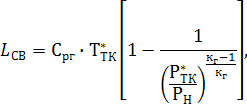 L_СВ = C_рг · T*_ТК [1 − 1 / (P*_ТК / P_Н)^((к_г−1)/к_г)],